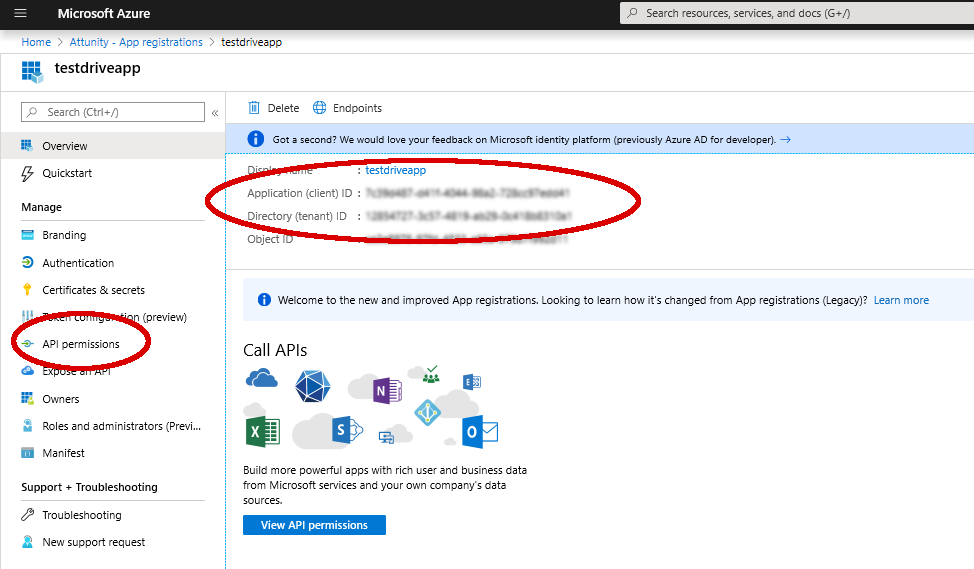 Microsoft Azure
Search resources, services, and docs (G+/)
Home > Attunity - App registrations > testdriveapp
testdriveapp
Search (Ctrl+/)
«
Delete
Endpoints
Got a second? We would love your feedback on Microsoft identity platform (previously Azure AD for developer). →
Overview
Quickstart
Manage
Branding
Authentication
Certificates & secrets
Token configuration (preview)
API permissions
Expose an API
Owners
Roles and administrators (Previ...
Manifest
Support + Troubleshooting
Troubleshooting
New support request
Display name : testdriveapp
Application (client) ID :
Directory (tenant) ID :
Object ID
Welcome to the new and improved App registrations. Looking to learn how it's changed from App registrations (Legacy)? Learn more
Call APIs
N
E
X
S
O
Build more powerful apps with rich user and business data
from Microsoft services and your own company's data
sources.
View API permissions